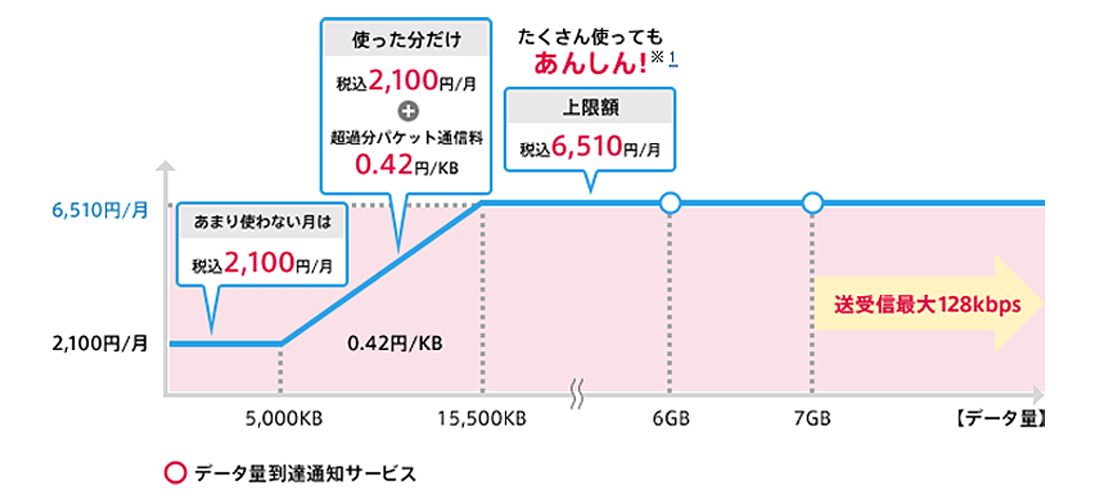 使った分だけ
税込2,100円/月
+
超過分パケット通信料
0.42円/KB
たくさん使っても
あんしん!※1
上限額
税込6,510円/月
6,510円/月
あまり使わない月は
税込2,100円/月
送受信最大128kbps
2,100円/月
0.42円/KB
5,000KB
15,500KB
6GB
7GB
【データ量】
データ量到達通知サービス